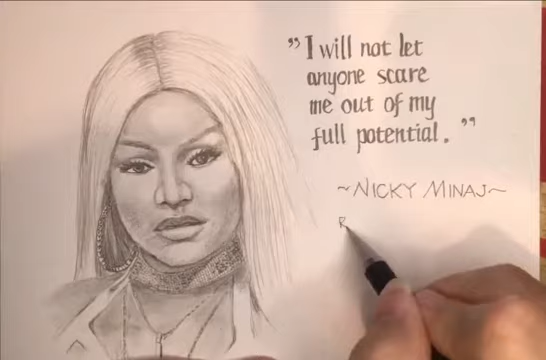 "I will not let
anyone scare
me out of my
full potential."
~NICKY MINAJ~
R